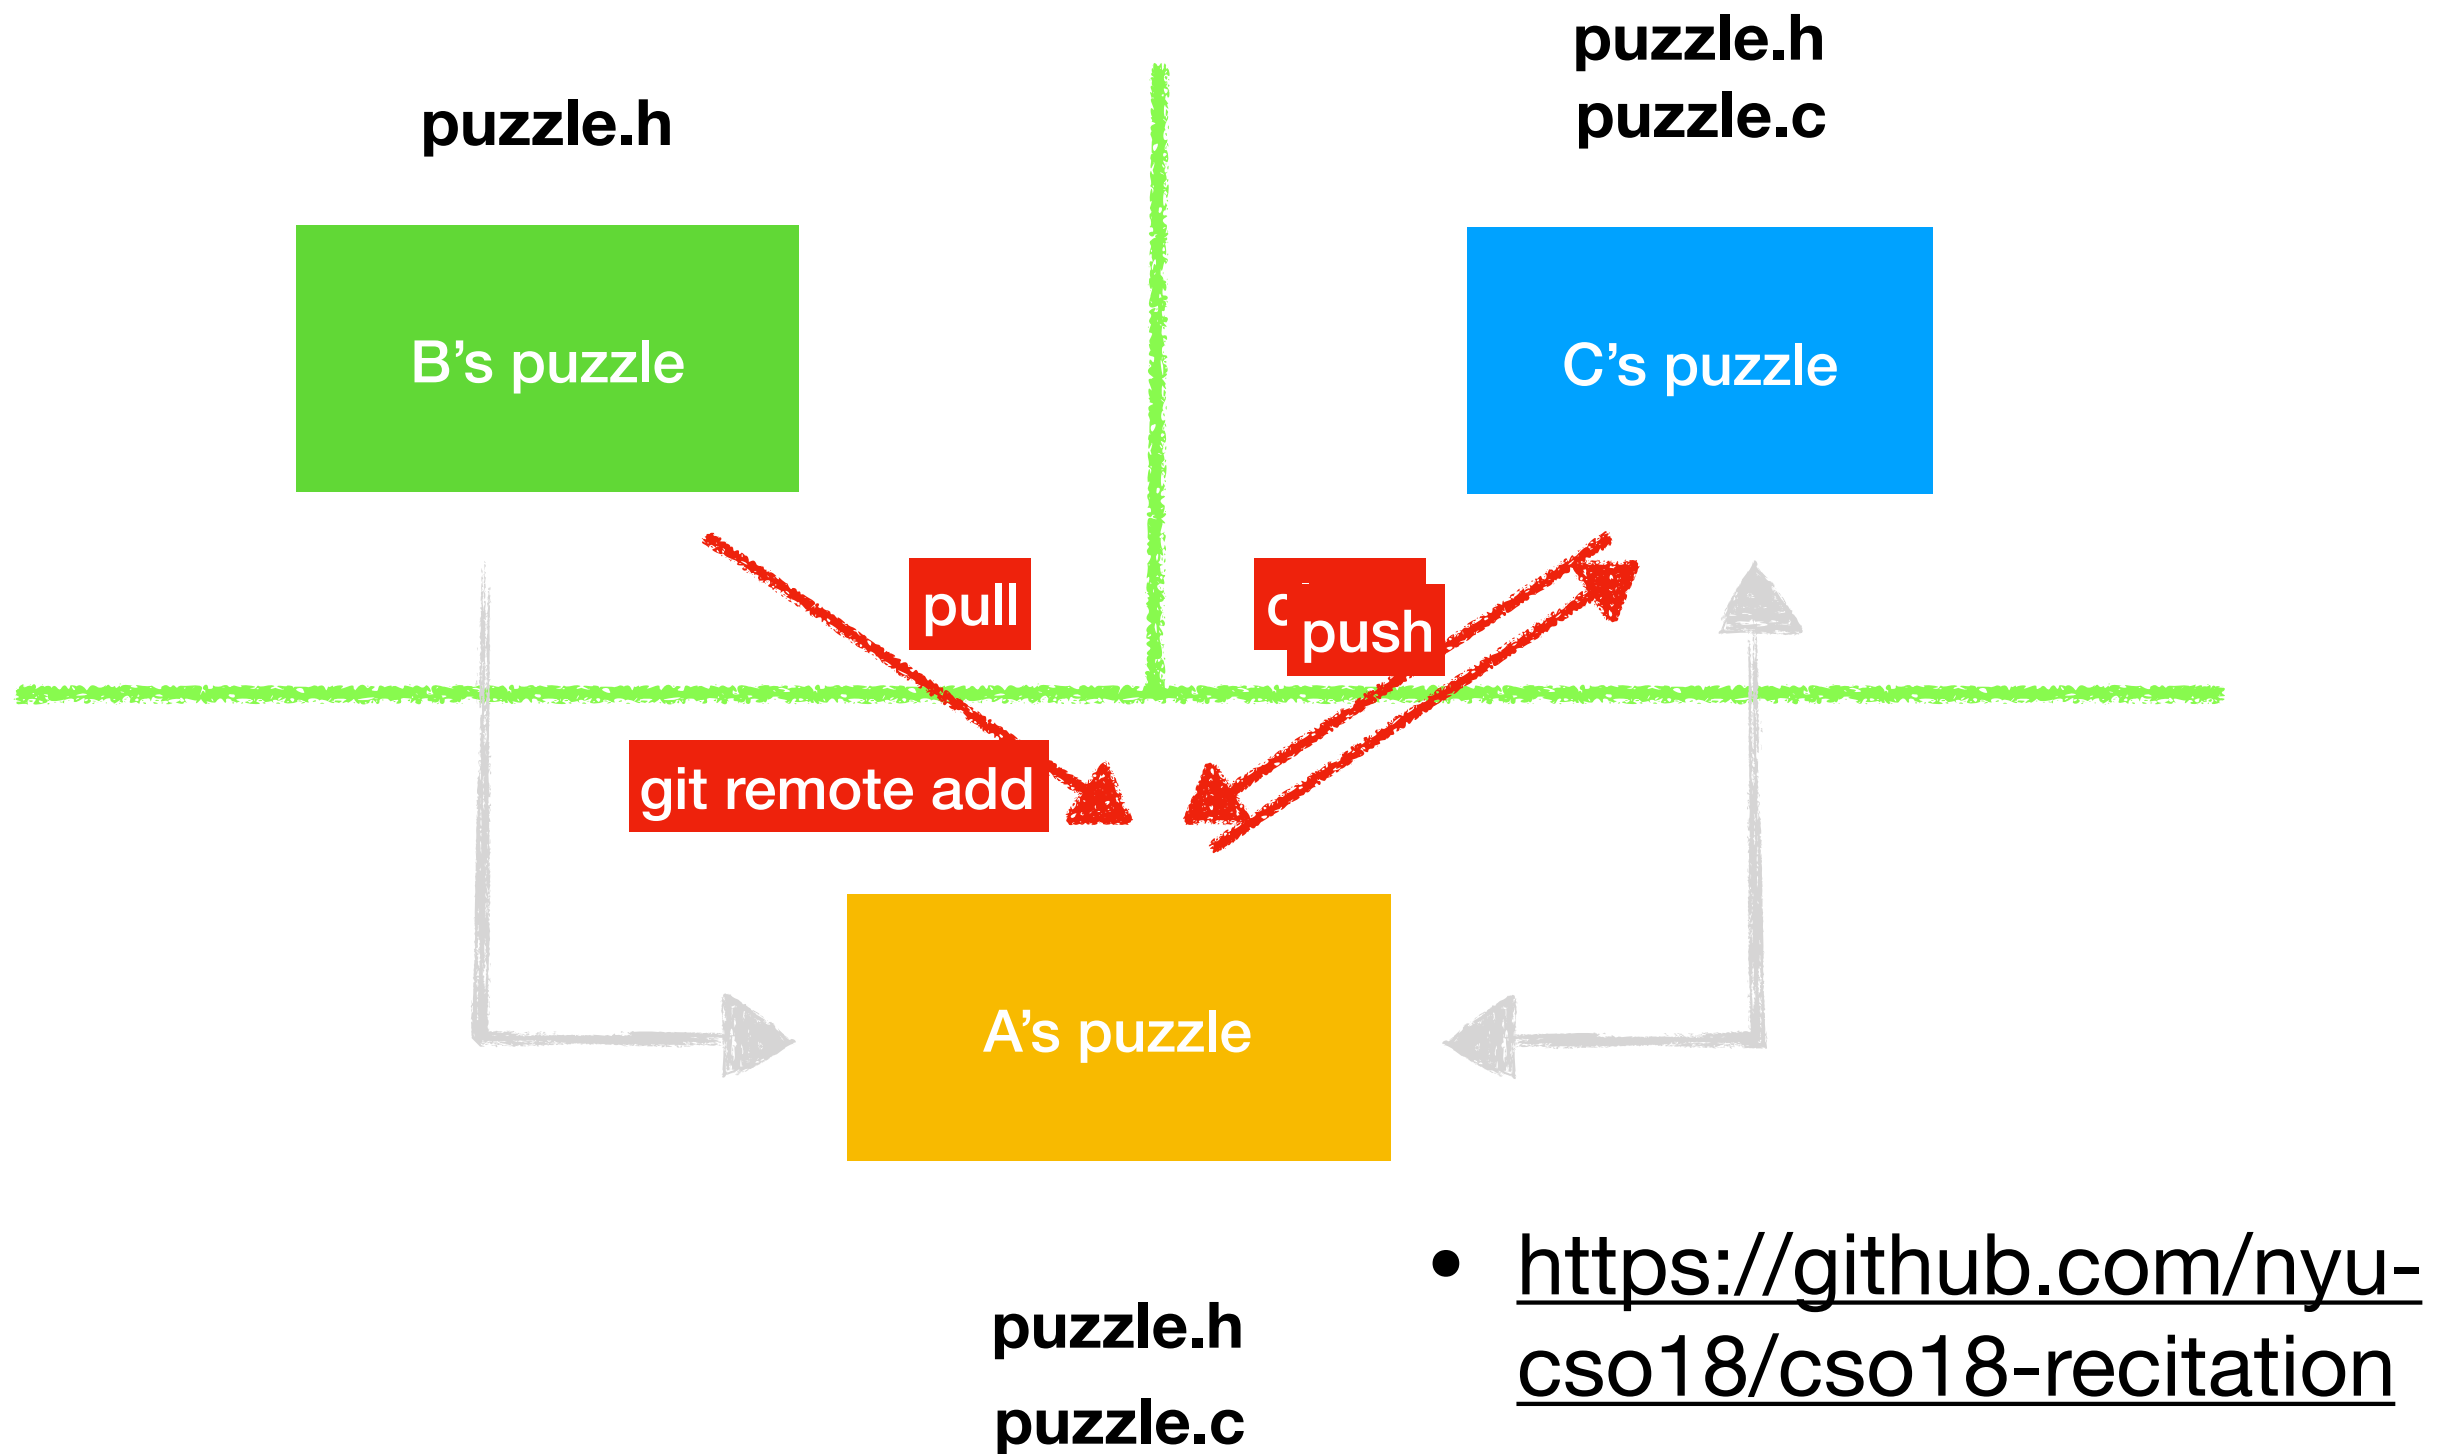 puzzle.h
puzzle.c
puzzle.h
B’s puzzle
C’s puzzle
pull
push
git remote add
A’s puzzle
• https://github.com/nyu-
cso18/cso18-recitation
puzzle.h
puzzle.c